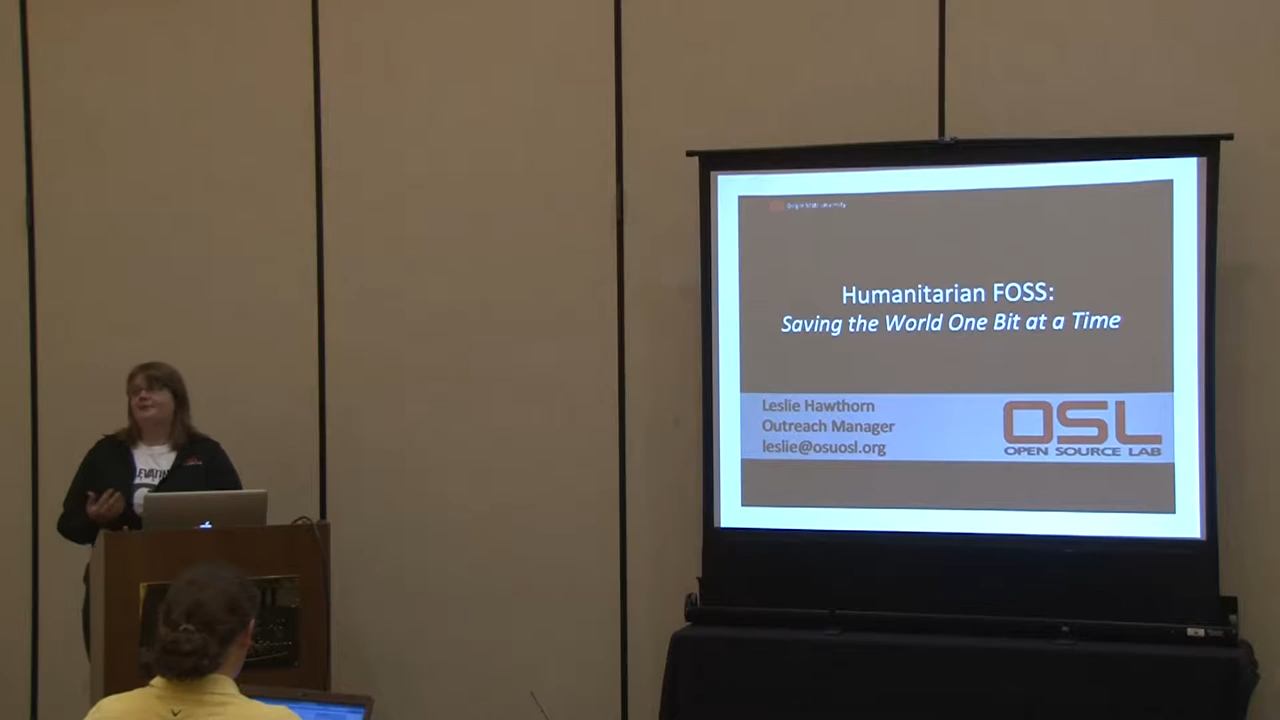 Humanitarian FOSS:
Saving the World One Bit at a Time
Leslie Hawthorn
Outreach Manager
leslie@osuosl.org
OSL
OPEN SOURCE LAB